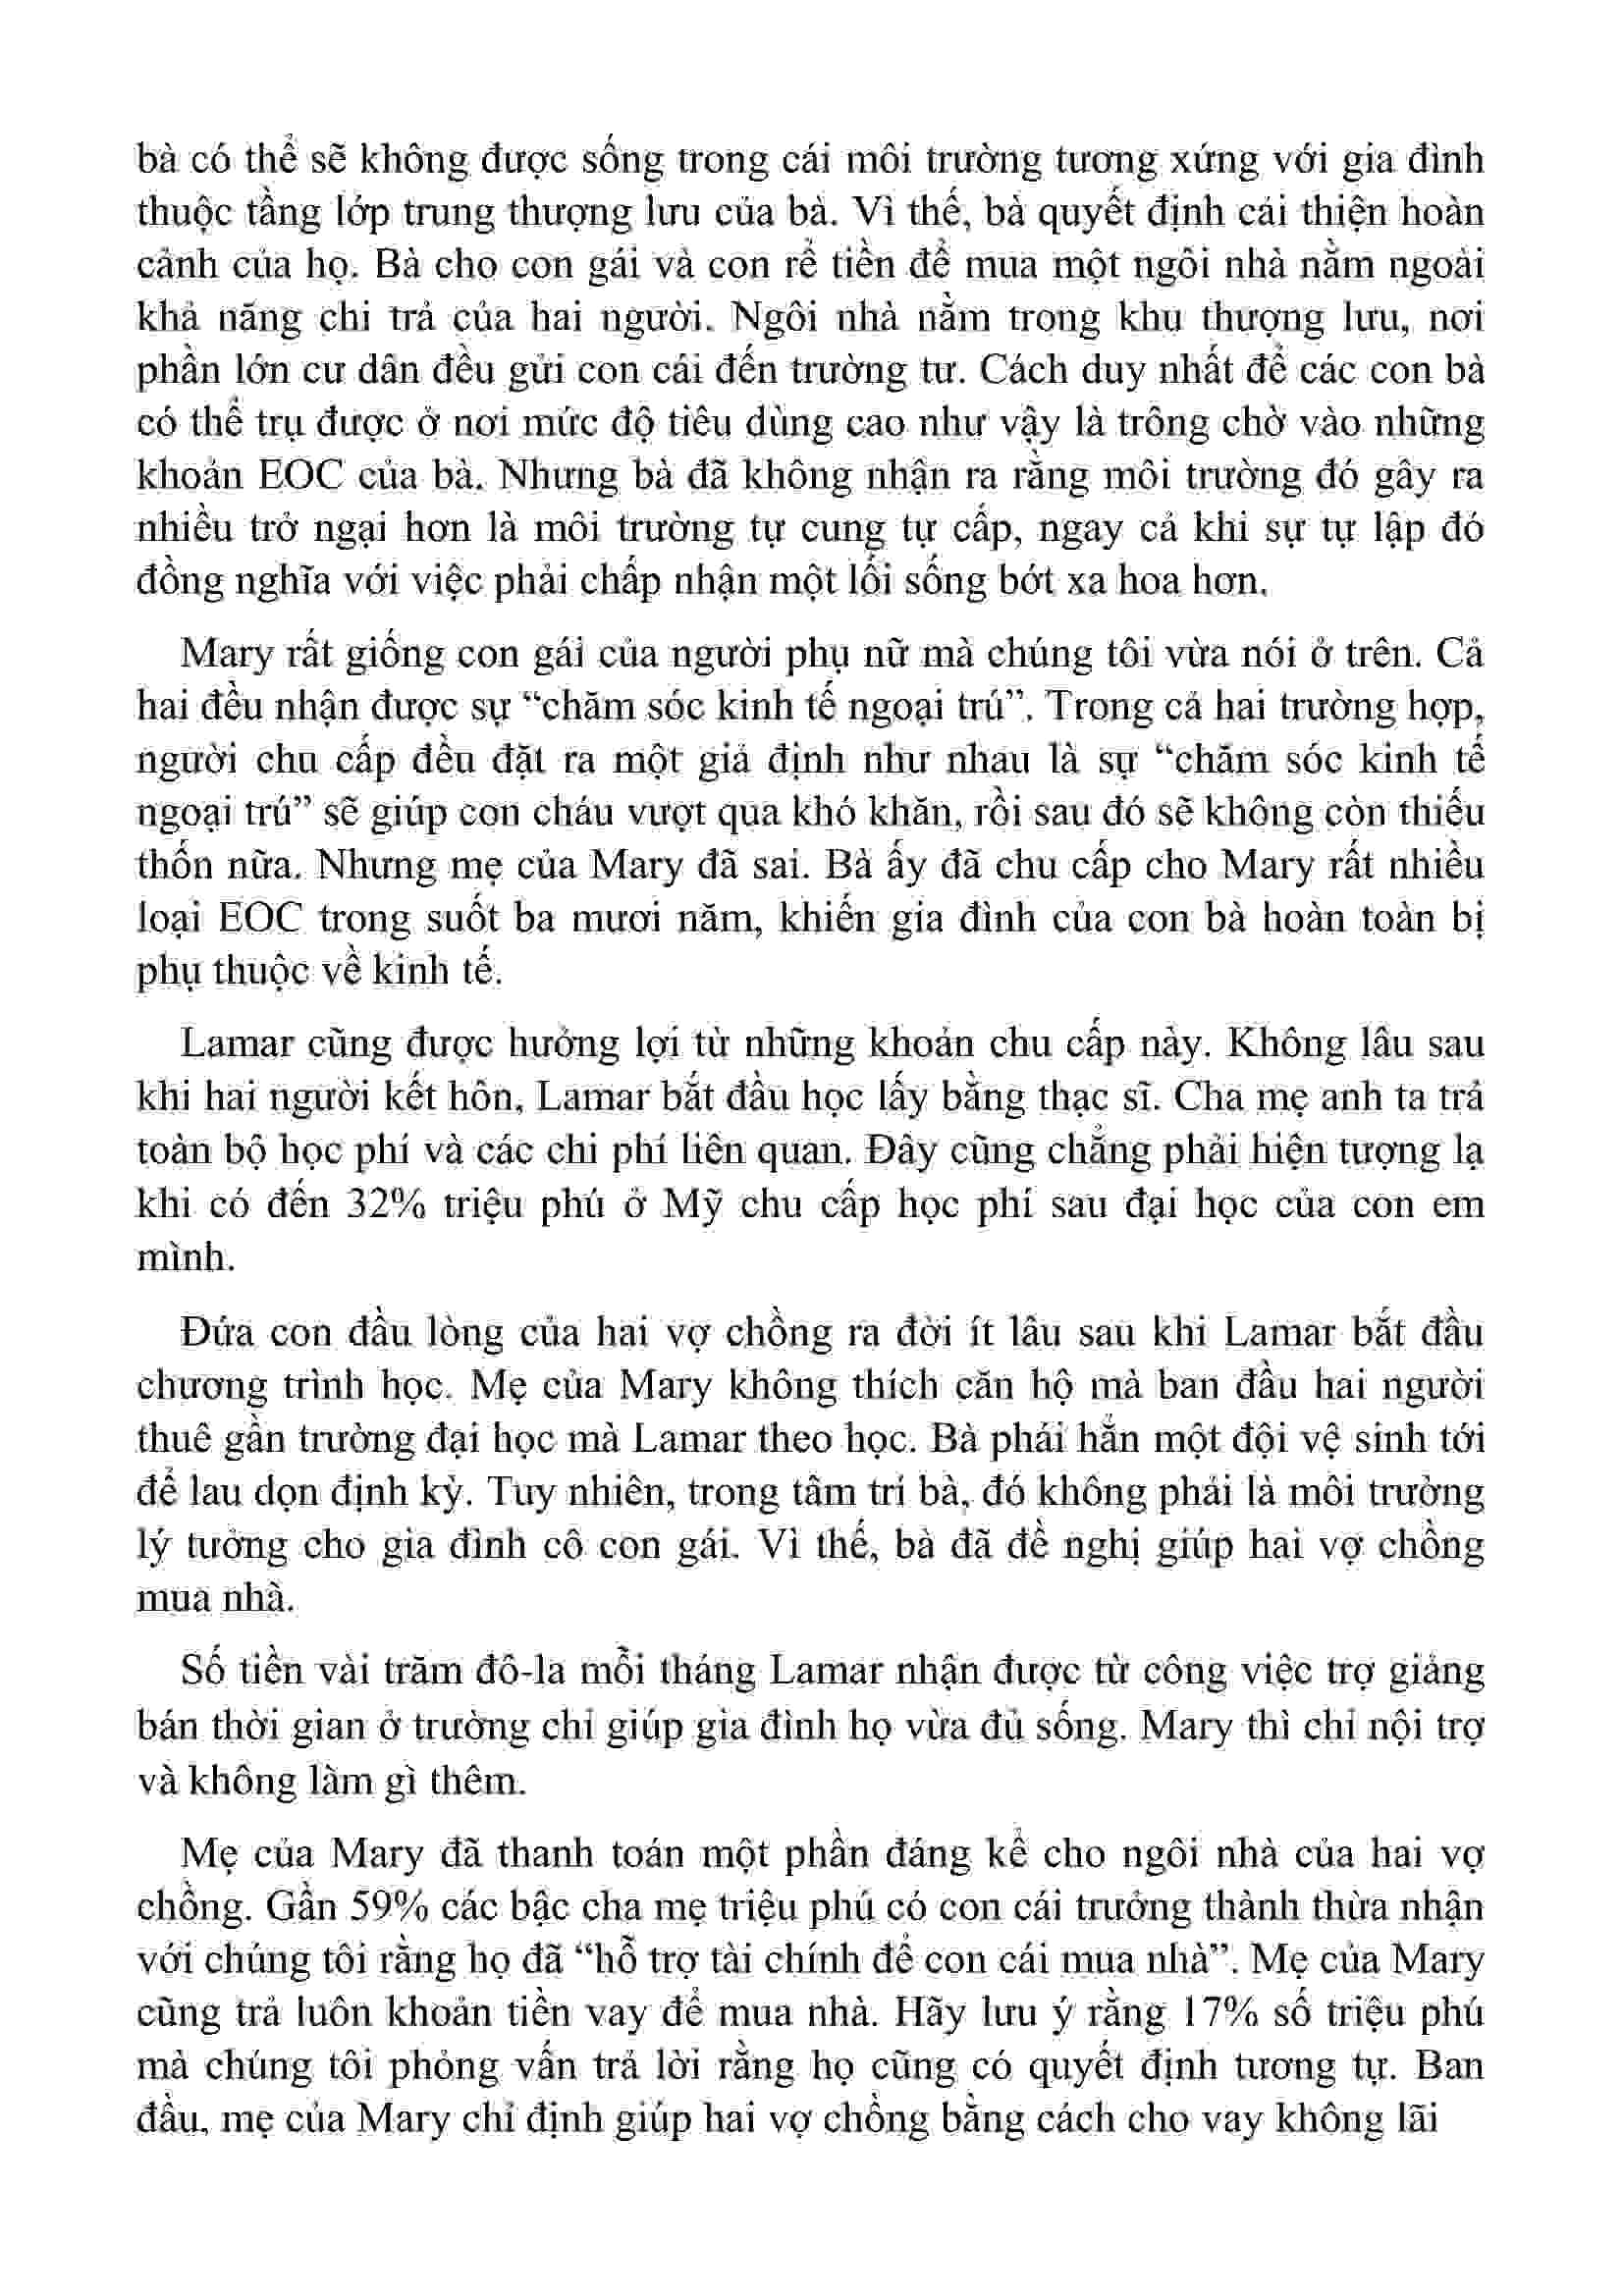 bà có thể sẽ không được sống trong cái môi trường tương xứng với gia đình
thuộc tầng lớp trung thượng lưu của bà. Vì thế, bà quyết định cải thiện hoàn
cảnh của họ. Bà cho con gái và con rể tiền để mua một ngôi nhà nằm ngoài
khả năng chi trả của hai người. Ngôi nhà nằm trong khu thượng lưu, nơi
phần lớn cư dân đều gửi con cái đến trường tư. Cách duy nhất để các con bà
có thể trụ được ở nơi mức độ tiêu dùng cao như vậy là trông chờ vào những
khoản EOC của bà. Nhưng bà đã không nhận ra rằng môi trường đó gây ra
nhiều trở ngại hơn là môi trường tự cung tự cấp, ngay cả khi sự tự lập đó
đồng nghĩa với việc phải chấp nhận một lối sống bớt xa hoa hơn.
Mary rất giống con gái của người phụ nữ mà chúng tôi vừa nói ở trên. Cả
hai đều nhận được sự “chăm sóc kinh tế ngoại trú”. Trong cả hai trường hợp,
người chu cấp đều đặt ra một giả định như nhau là sự “chăm sóc kinh tế
ngoại trú” sẽ giúp con cháu vượt qua khó khăn, rồi sau đó sẽ không còn thiếu
thốn nữa. Nhưng mẹ của Mary đã sai. Bà ấy đã chu cấp cho Mary rất nhiều
loại EOC trong suốt ba mươi năm, khiến gia đình của con bà hoàn toàn bị
phụ thuộc về kinh tế.
Lamar cũng được hưởng lợi từ những khoản chu cấp này. Không lâu sau
khi hai người kết hôn, Lamar bắt đầu học lấy bằng thạc sĩ. Cha mẹ anh ta trả
toàn bộ học phí và các chi phí liên quan. Đây cũng chẳng phải hiện tượng lạ
khi có đến 32% triệu phú ở Mỹ chu cấp học phí sau đại học của con em
mình.
Đứa con đầu lòng của hai vợ chồng ra đời ít lâu sau khi Lamar bắt đầu
chương trình học. Mẹ của Mary không thích căn hộ mà ban đầu hai người
thuê gần trường đại học mà Lamar theo học. Bà phái hẳn một đội vệ sinh tới
để lau dọn định kỳ. Tuy nhiên, trong tâm trí bà, đó không phải là môi trường
lý tưởng cho gia đình cô con gái. Vì thế, bà đã đề nghị giúp hai vợ chồng
mua nhà.
Số tiền vài trăm đô-la mỗi tháng Lamar nhận được từ công việc trợ giảng
bán thời gian ở trường chỉ giúp gia đình họ vừa đủ sống. Mary thì chỉ nội trợ
và không làm gì thêm.
Mẹ của Mary đã thanh toán một phần đáng kể cho ngôi nhà của hai vợ
chồng. Gần 59% các bậc cha mẹ triệu phú có con cái trưởng thành thừa nhận
với chúng tôi rằng họ đã “hỗ trợ tài chính để con cái mua nhà”. Mẹ của Mary
cũng trả luôn khoản tiền vay để mua nhà. Hãy lưu ý rằng 17% số triệu phú
mà chúng tôi phỏng vấn trả lời rằng họ cũng có quyết định tương tự. Ban
đầu, mẹ của Mary chỉ định giúp hai vợ chồng bằng cách cho vay không lãi